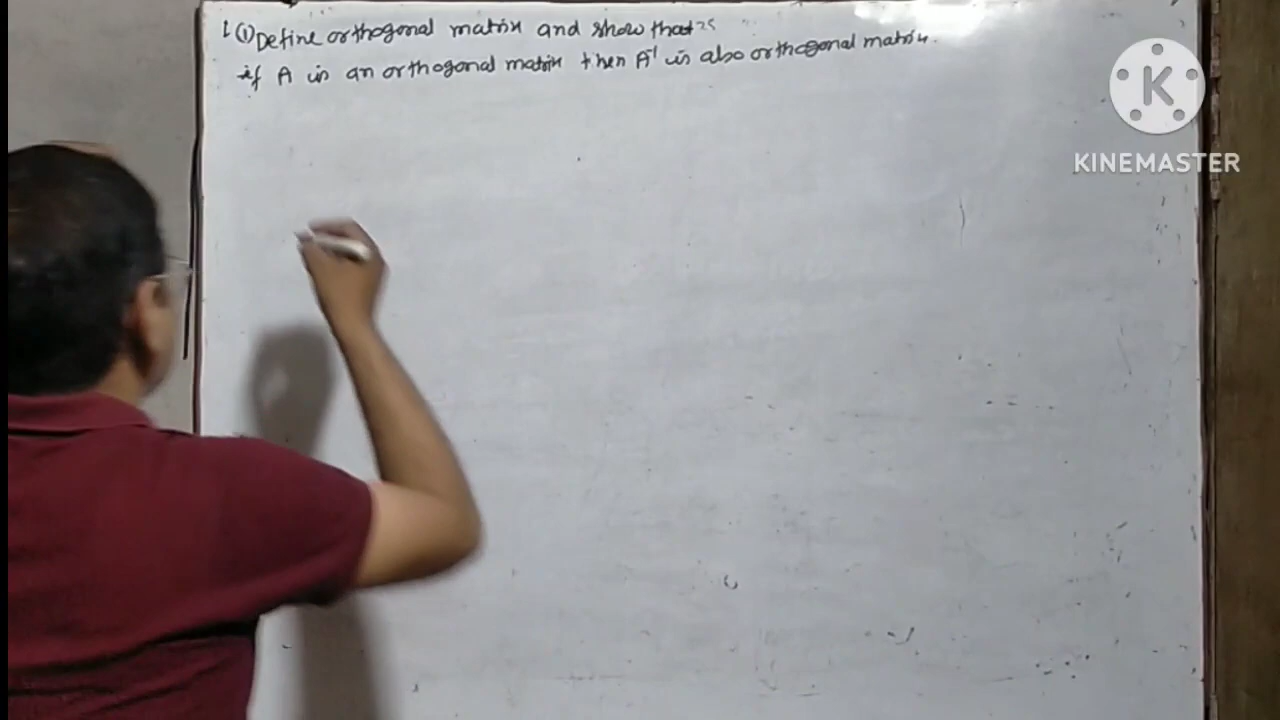 1 (1) Define orthogonal matrix and show that
if A is an orthogonal matrix then A⁻¹ is also orthogonal matrix.
K
KINEMASTER